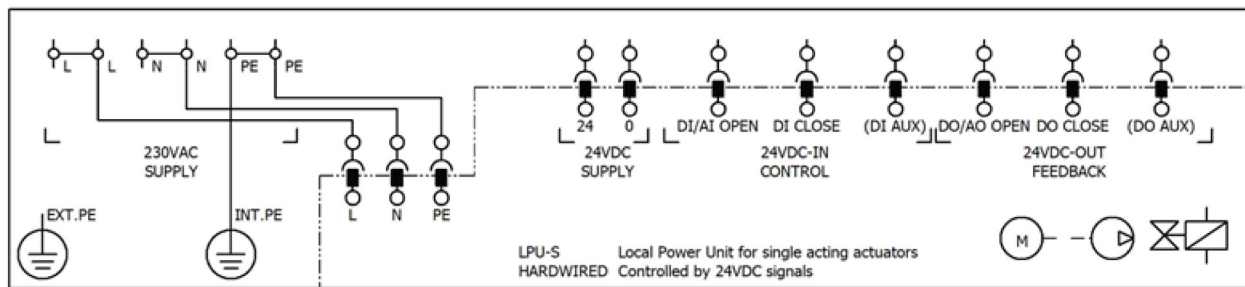 L L N N PE PE
24 0 DI/AI OPEN DI CLOSE (DI AUX) DO/AO OPEN DO CLOSE (DO AUX)
230VAC
SUPPLY
24VDC
SUPPLY
24VDC-IN
CONTROL
24VDC-OUT
FEEDBACK
EXT.PE
INT.PE
L N PE
M
LPU-S Local Power Unit for single acting actuators
HARDWIRED Controlled by 24VDC signals